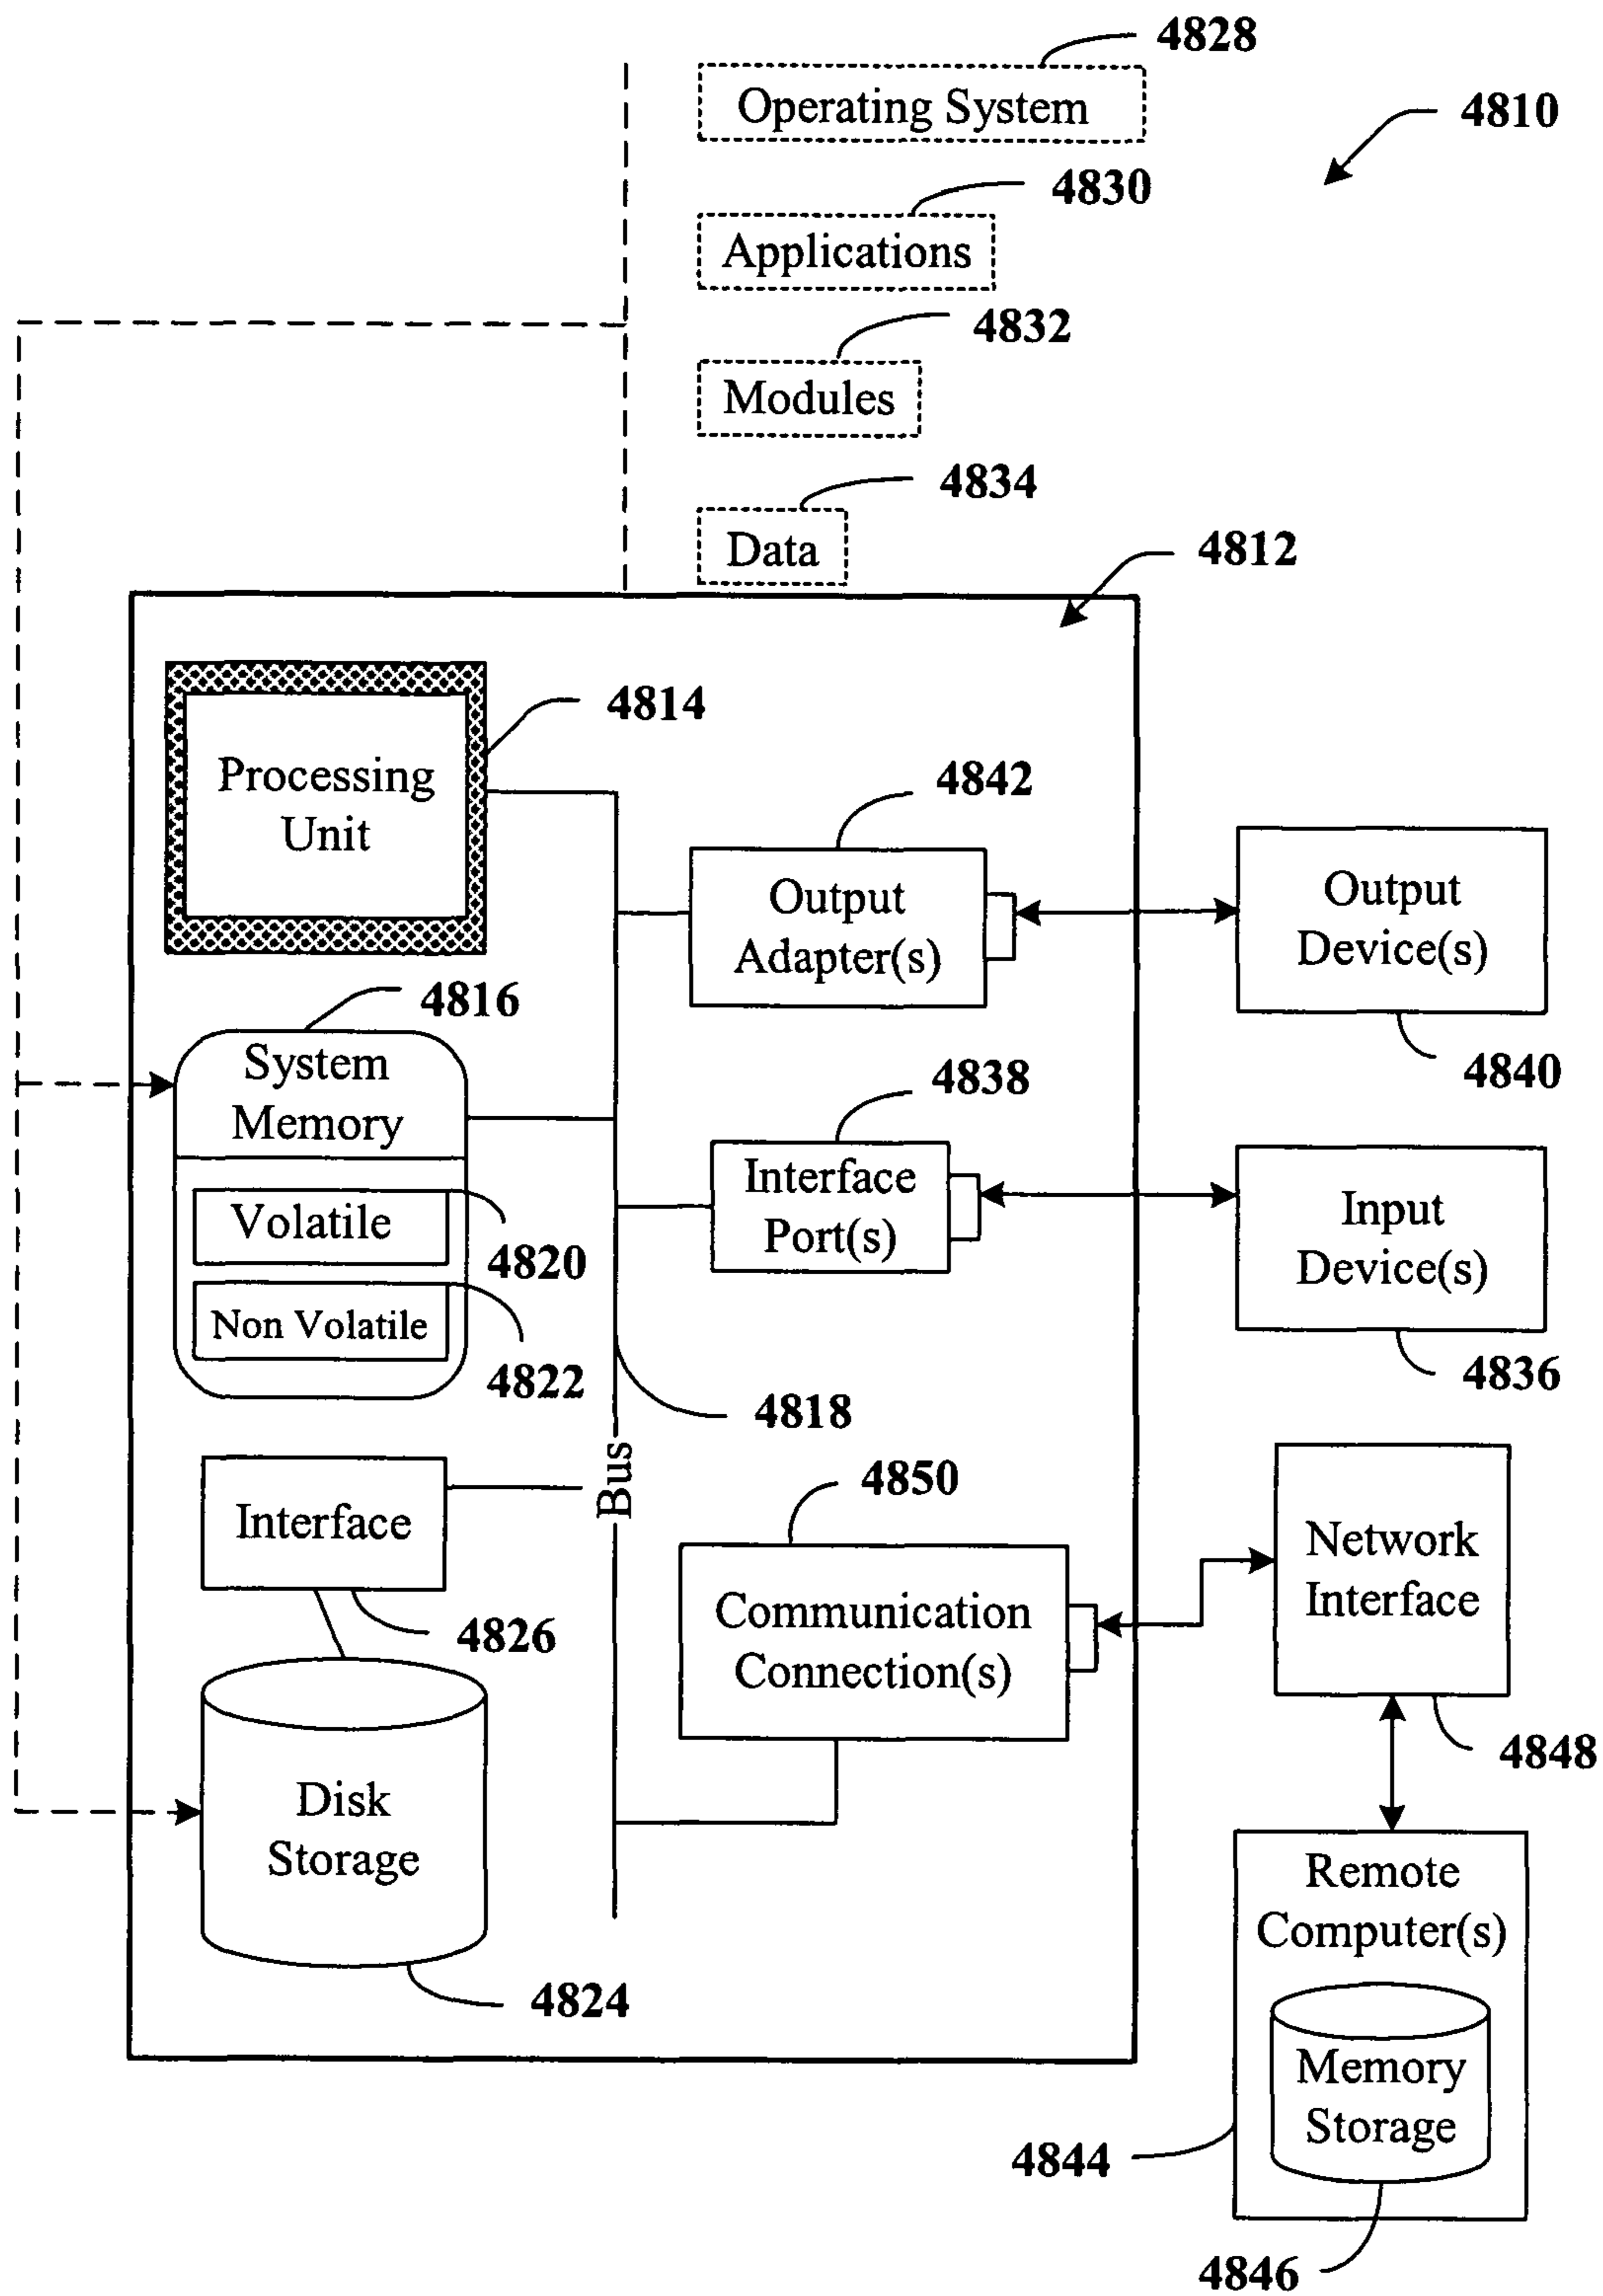 4828
Operating System
4810
4830
Applications
4832
Modules
4834
Data
4812
4814
Processing
Unit
4842
Output
Adapter(s)
Output
Device(s)
4840
4816
System
Memory
4838
Interface
Port(s)
Input
Device(s)
4836
Volatile
4820
Non Volatile
4822
4818
Bus
Interface
4826
4850
Communication
Connection(s)
Network
Interface
4848
Disk
Storage
4824
Remote
Computer(s)
Memory
Storage
4844
4846